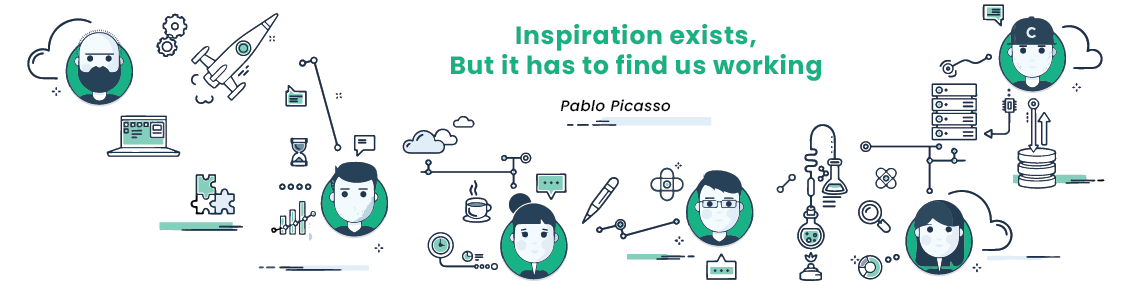 Inspiration exists,
But it has to find us working
Pablo Picasso
C